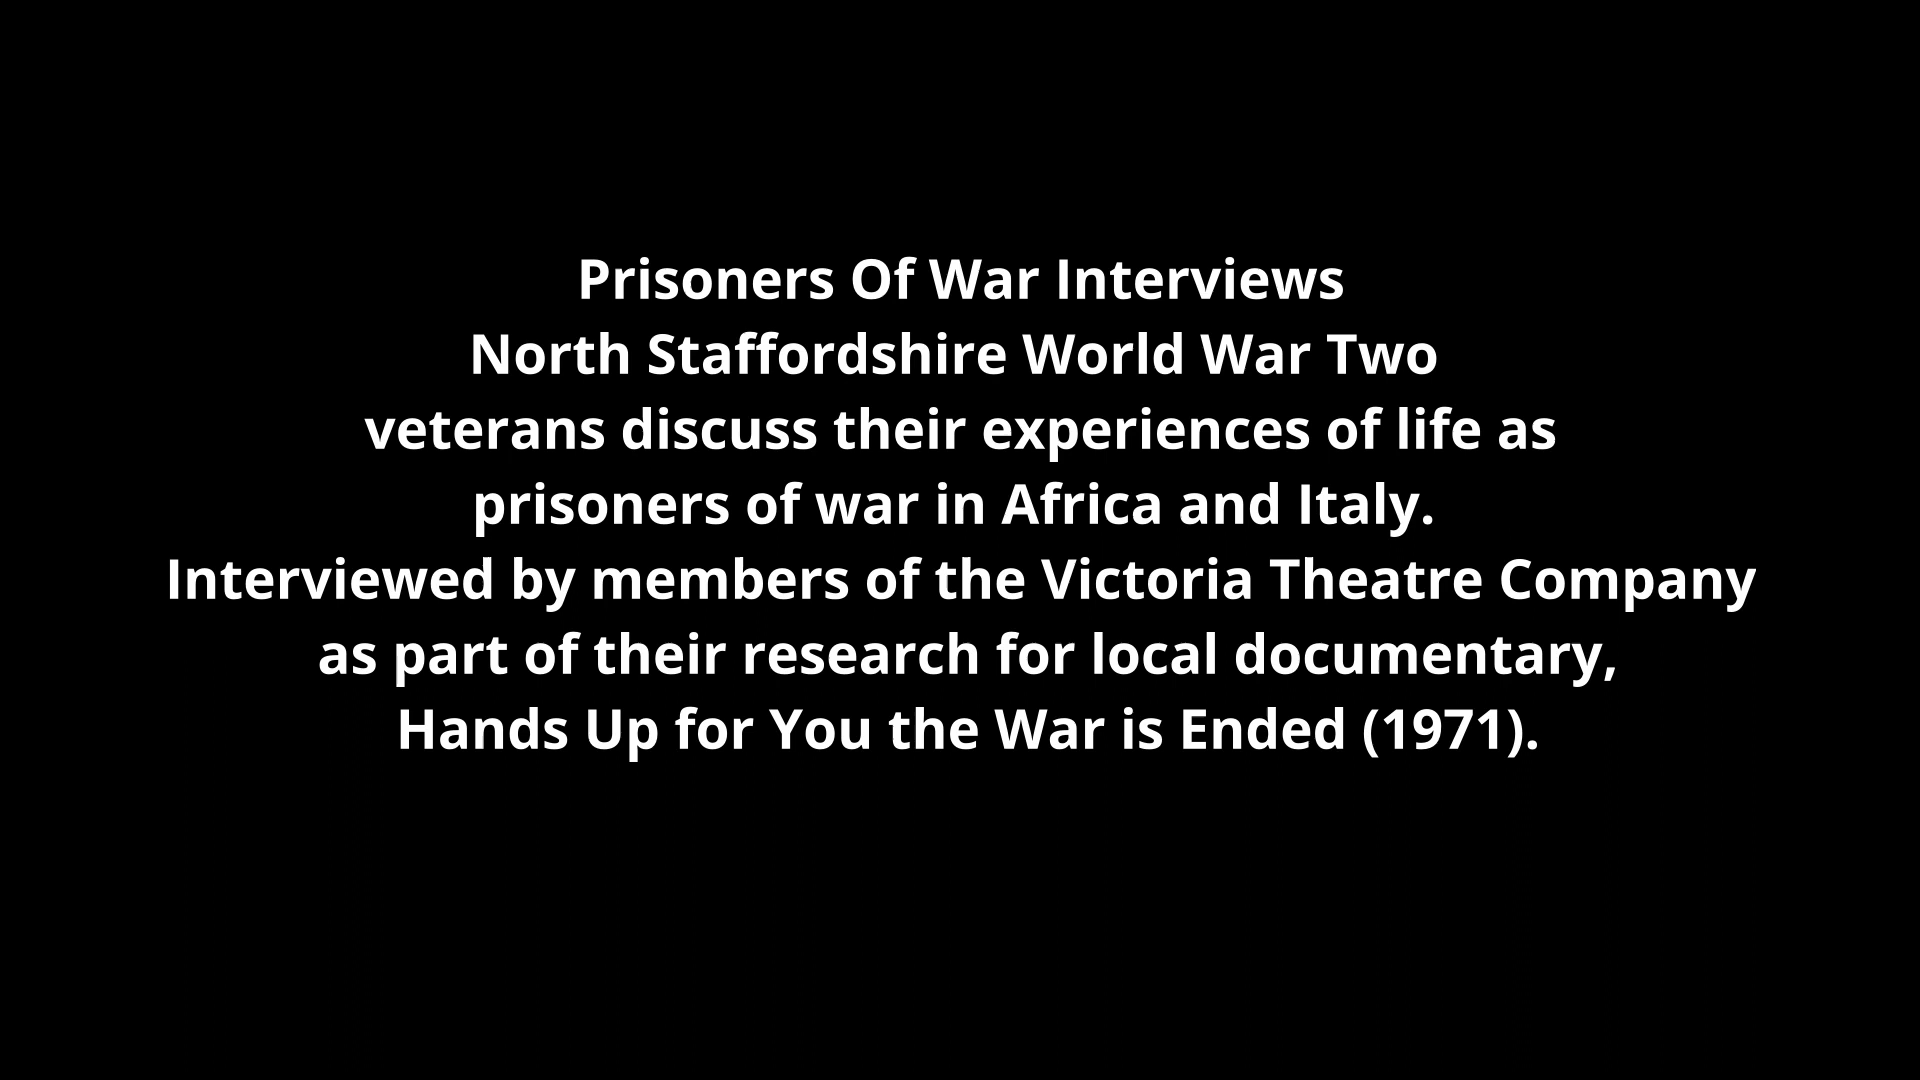 Prisoners Of War Interviews
North Staffordshire World War Two
veterans discuss their experiences of life as
prisoners of war in Africa and Italy.
Interviewed by members of the Victoria Theatre Company
as part of their research for local documentary,
Hands Up for You the War is Ended (1971).